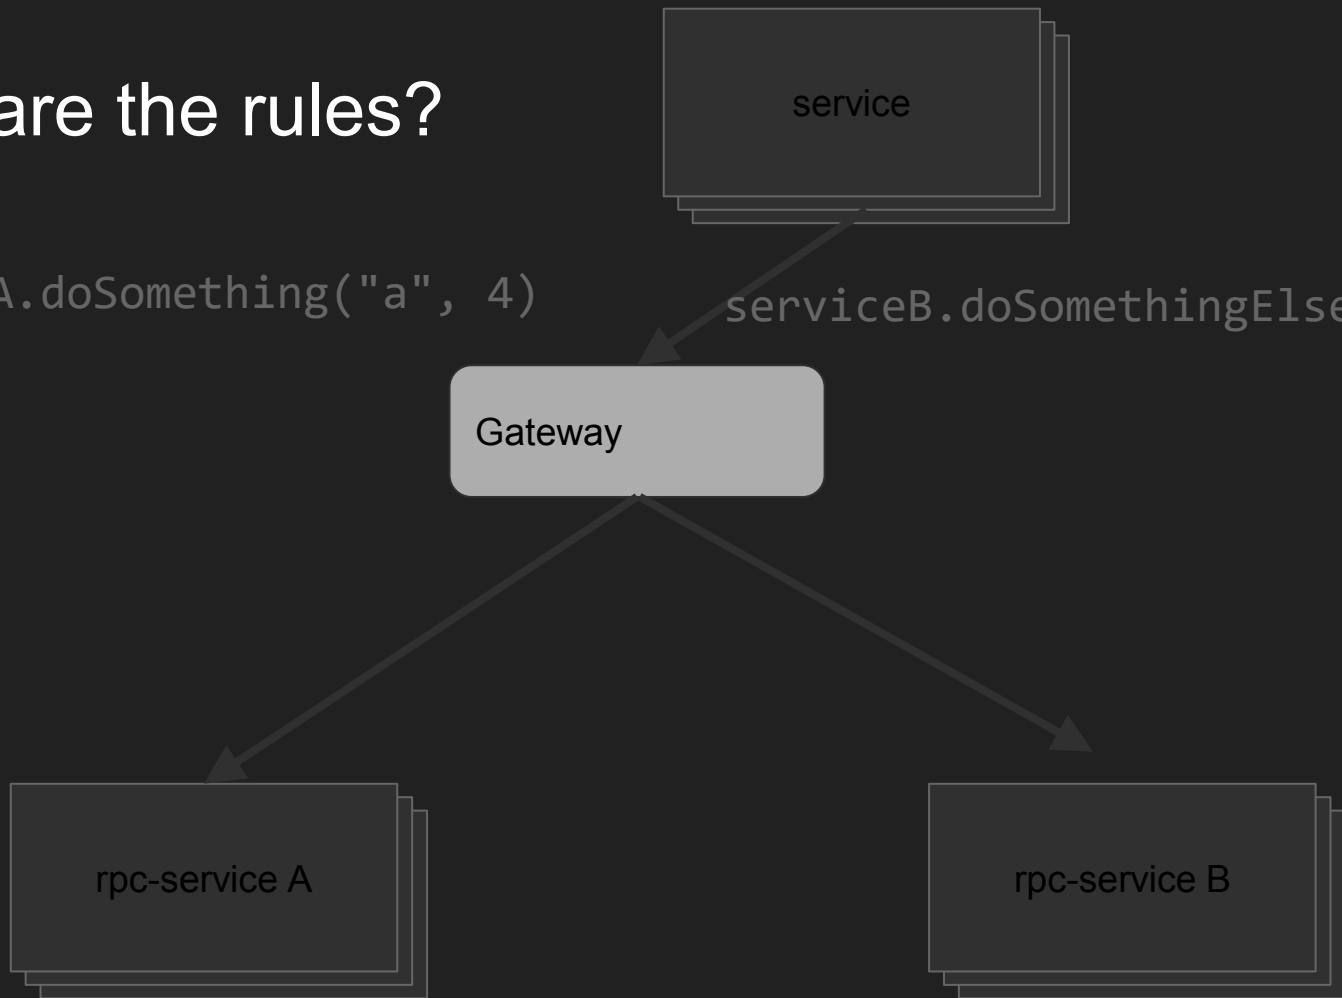 are the rules?
service
A.doSomething("a", 4)
serviceB.doSomethingElse
Gateway
rpc-service A
rpc-service B